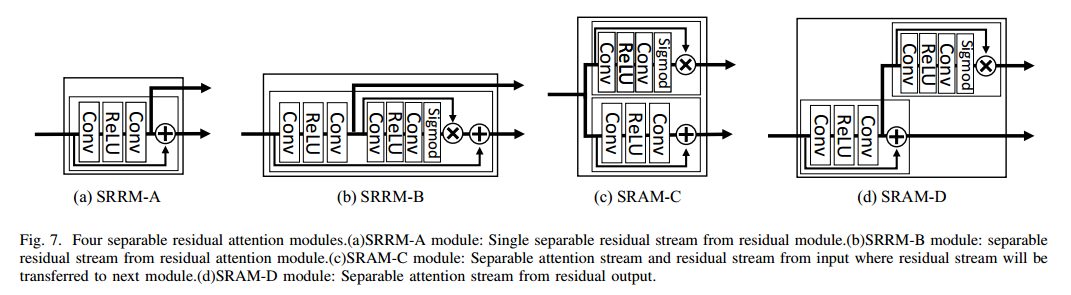 Conv
ReLU
Conv
(a) SRRM-A
Conv
ReLU
Conv
Conv
ReLU
Conv
Sigmod
(b) SRRM-B
Conv
ReLU
Conv
Sigmod
Conv
ReLU
Conv
(c) SRAM-C
Conv
ReLU
Conv
Sigmod
Conv
ReLU
Conv
(d) SRAM-D
Fig. 7. Four separable residual attention modules.(a)SRRM-A module: Single separable residual stream from residual module.(b)SRRM-B module: separable
residual stream from residual attention module.(c)SRAM-C module: Separable attention stream and residual stream from input where residual stream will be
transferred to next module.(d)SRAM-D module: Separable attention stream from residual output.